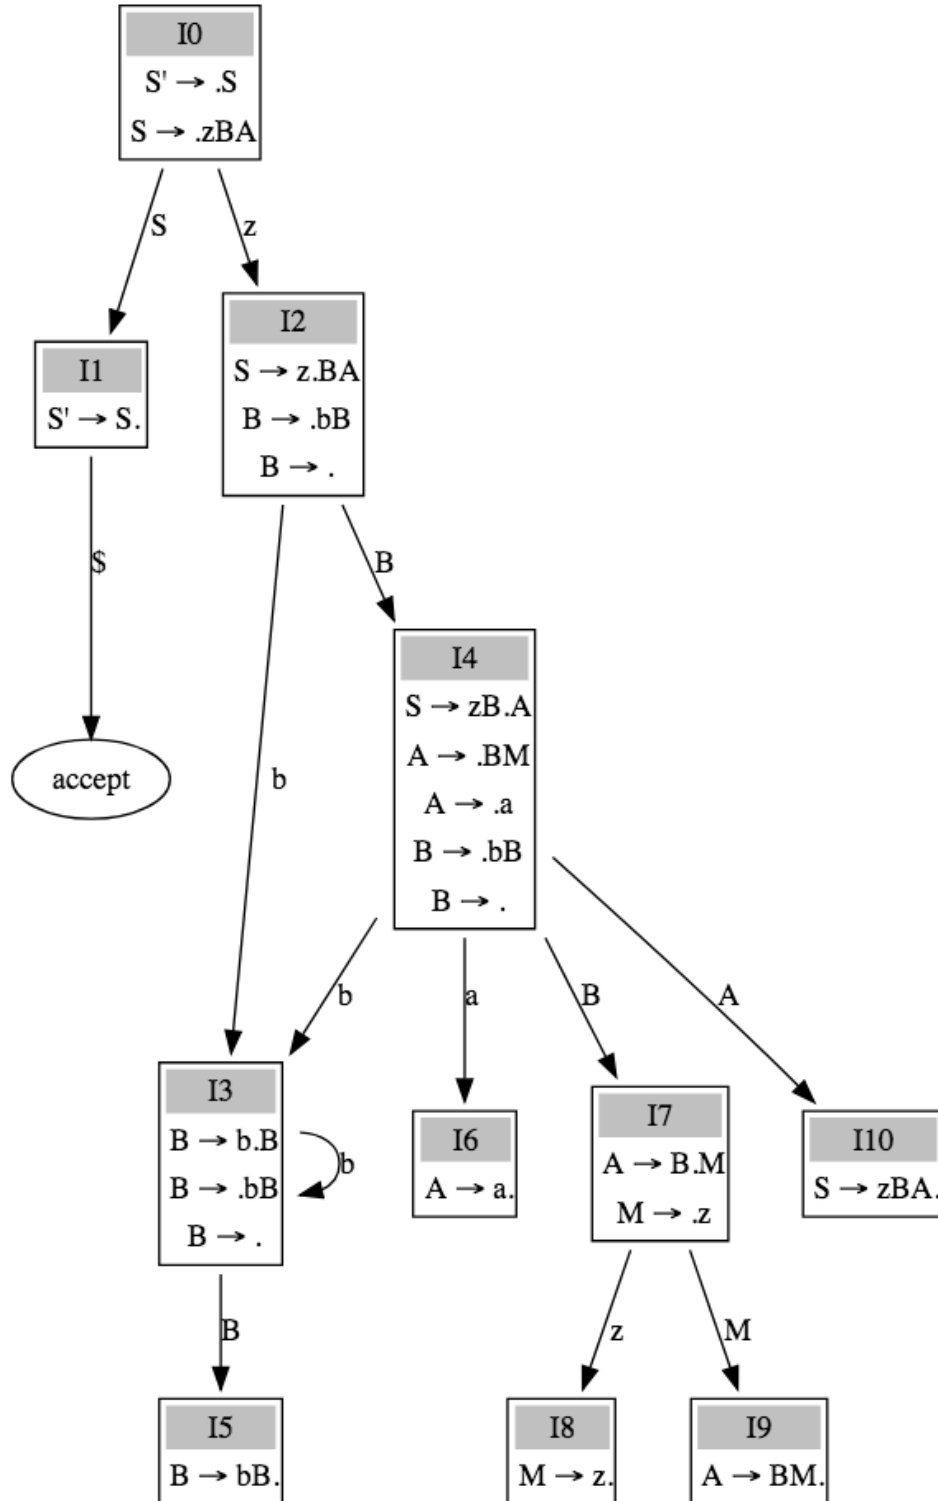 I0
S' → .S
S → .zBA
S
z
I2
S → z.BA
B → .bB
B → .
I1
S' → S.
$
B
I4
S → zB.A
A → .BM
A → .a
B → .bB
B → .
accept
b
b
a
B
A
I3
B → b.B
B → .bB
B → .
b
I6
A → a.
I7
A → B.M
M → .z
I10
S → zBA.
B
z
M
I5
B → bB.
I8
M → z.
I9
A → BM.